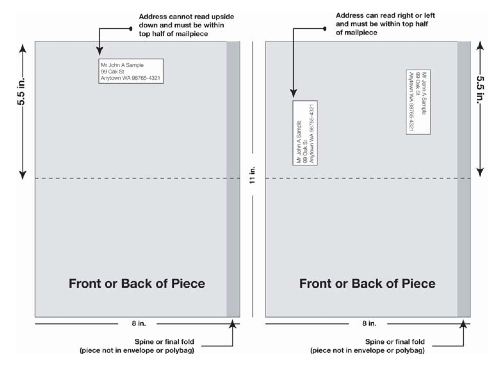 Address cannot read upside
down and must be within
top half of mailpiece
Mr John A Sample
99 Oak St
Anytown WA 98765-4321
5.5 in.
Front or Back of Piece
8 in.
Spine or final fold
(piece not in envelope or polybag)
11 in.
Address can read right or left
and must be within top half
of mailpiece
Mr John A Sample
99 Oak St
Anytown WA 98765-4321
Mr John A Sample
99 Oak St
Anytown WA 98765-4321
5.5 in.
Front or Back of Piece
8 in.
Spine or final fold
(piece not in envelope or polybag)